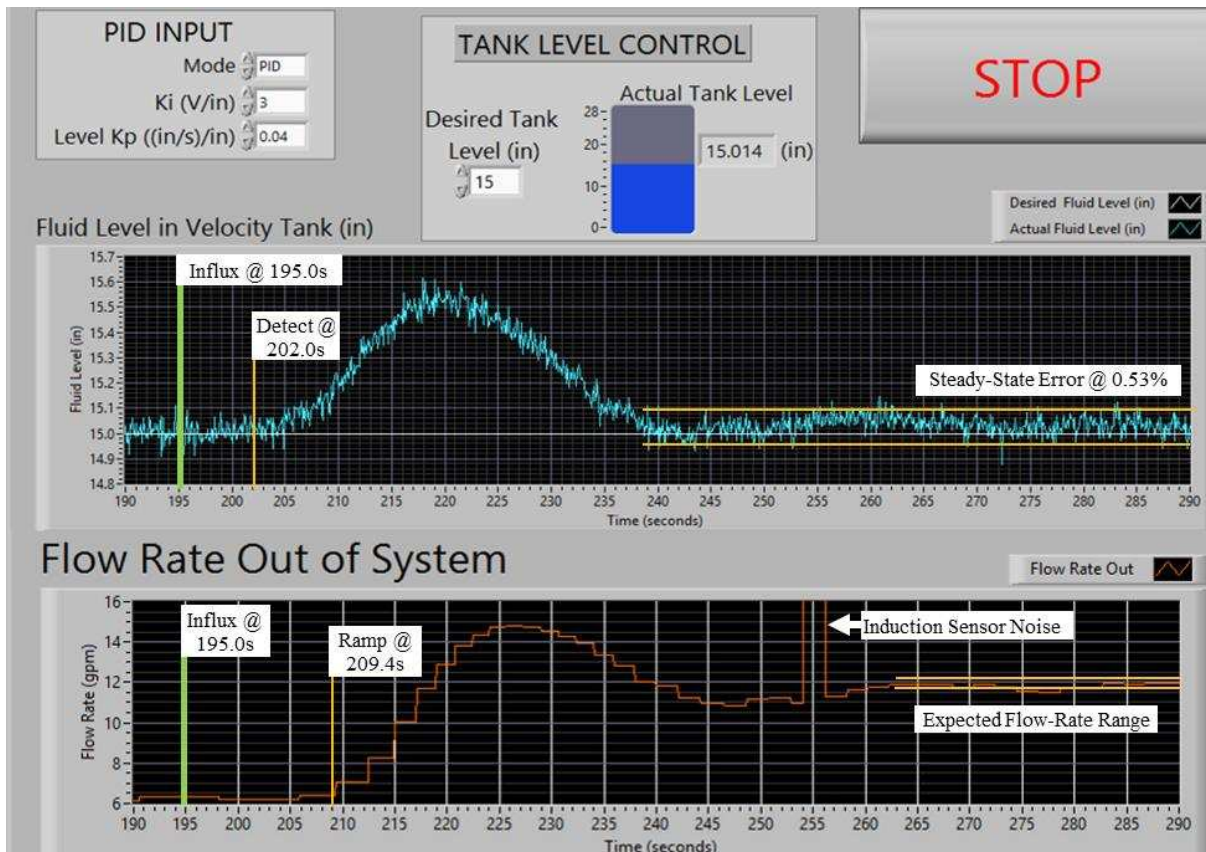 PID INPUT
Mode PID
Ki (V/in) 3
Level Kp ((in/s)/in) 0.04
TANK LEVEL CONTROL
Desired Tank
Level (in)
15
Actual Tank Level
28
20
10
0
15.014 (in)
STOP
Desired Fluid Level (in)
Actual Fluid Level (in)
Fluid Level in Velocity Tank (in)
Fluid Level (in)
15.7
15.6
15.5
15.4
15.3
15.2
15.1
15.0
14.9
14.8
Influx @ 195.0s
Detect @
202.0s
Steady-State Error @ 0.53%
190 195 200 205 210 215 220 225 230 235 240 245 250 255 260 265 270 275 280 285 290
Time (seconds)
Flow Rate Out of System
Flow Rate Out
Flow Rate (gpm)
16
14
12
10
8
6
Influx @
195.0s
Ramp @
209.4s
Induction Sensor Noise
Expected Flow-Rate Range
190 195 200 205 210 215 220 225 230 235 240 245 250 255 260 265 270 275 280 285 290
Time (seconds)